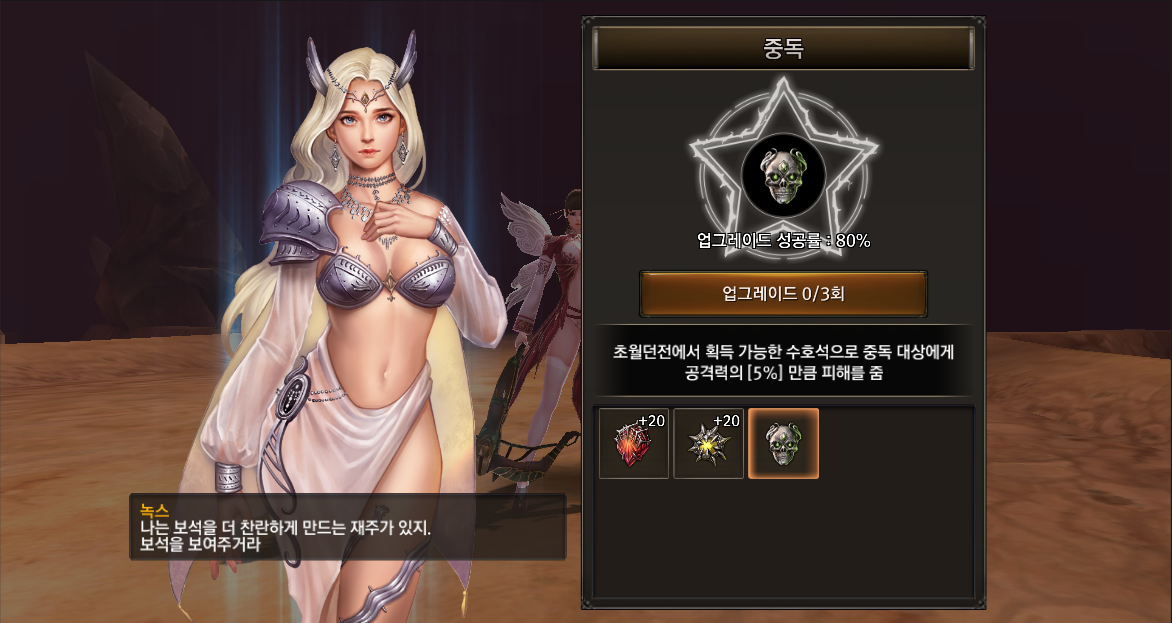 중독
업그레이드 성공률 : 80%
업그레이드 0/3회
초월던전에서 획득 가능한 수호석으로 중독 대상에게
공격력의 [5%] 만큼 피해를 줌
+20
+20
녹스
나는 보석을 더 찬란하게 만드는 재주가 있지.
보석을 보여주거라